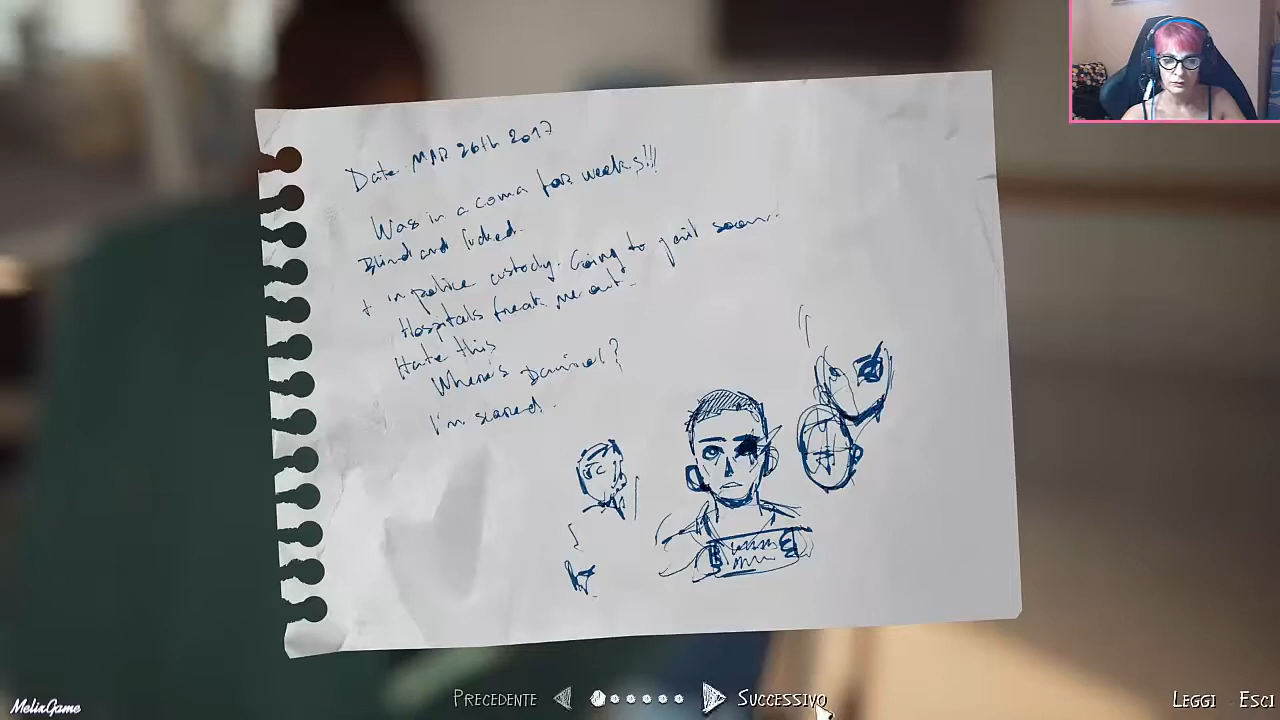 Date MAR 26th 2017
Was in a coma for weeks!!!
Blind and fucked.
+ in police custody. Going to jail soon.
Hospitals freak me out.
Hate this
Where's Daniel?
I'm scared.
PRECEDENTE
SUCCESSIVO
LEGGI
ESCI
MelixGame